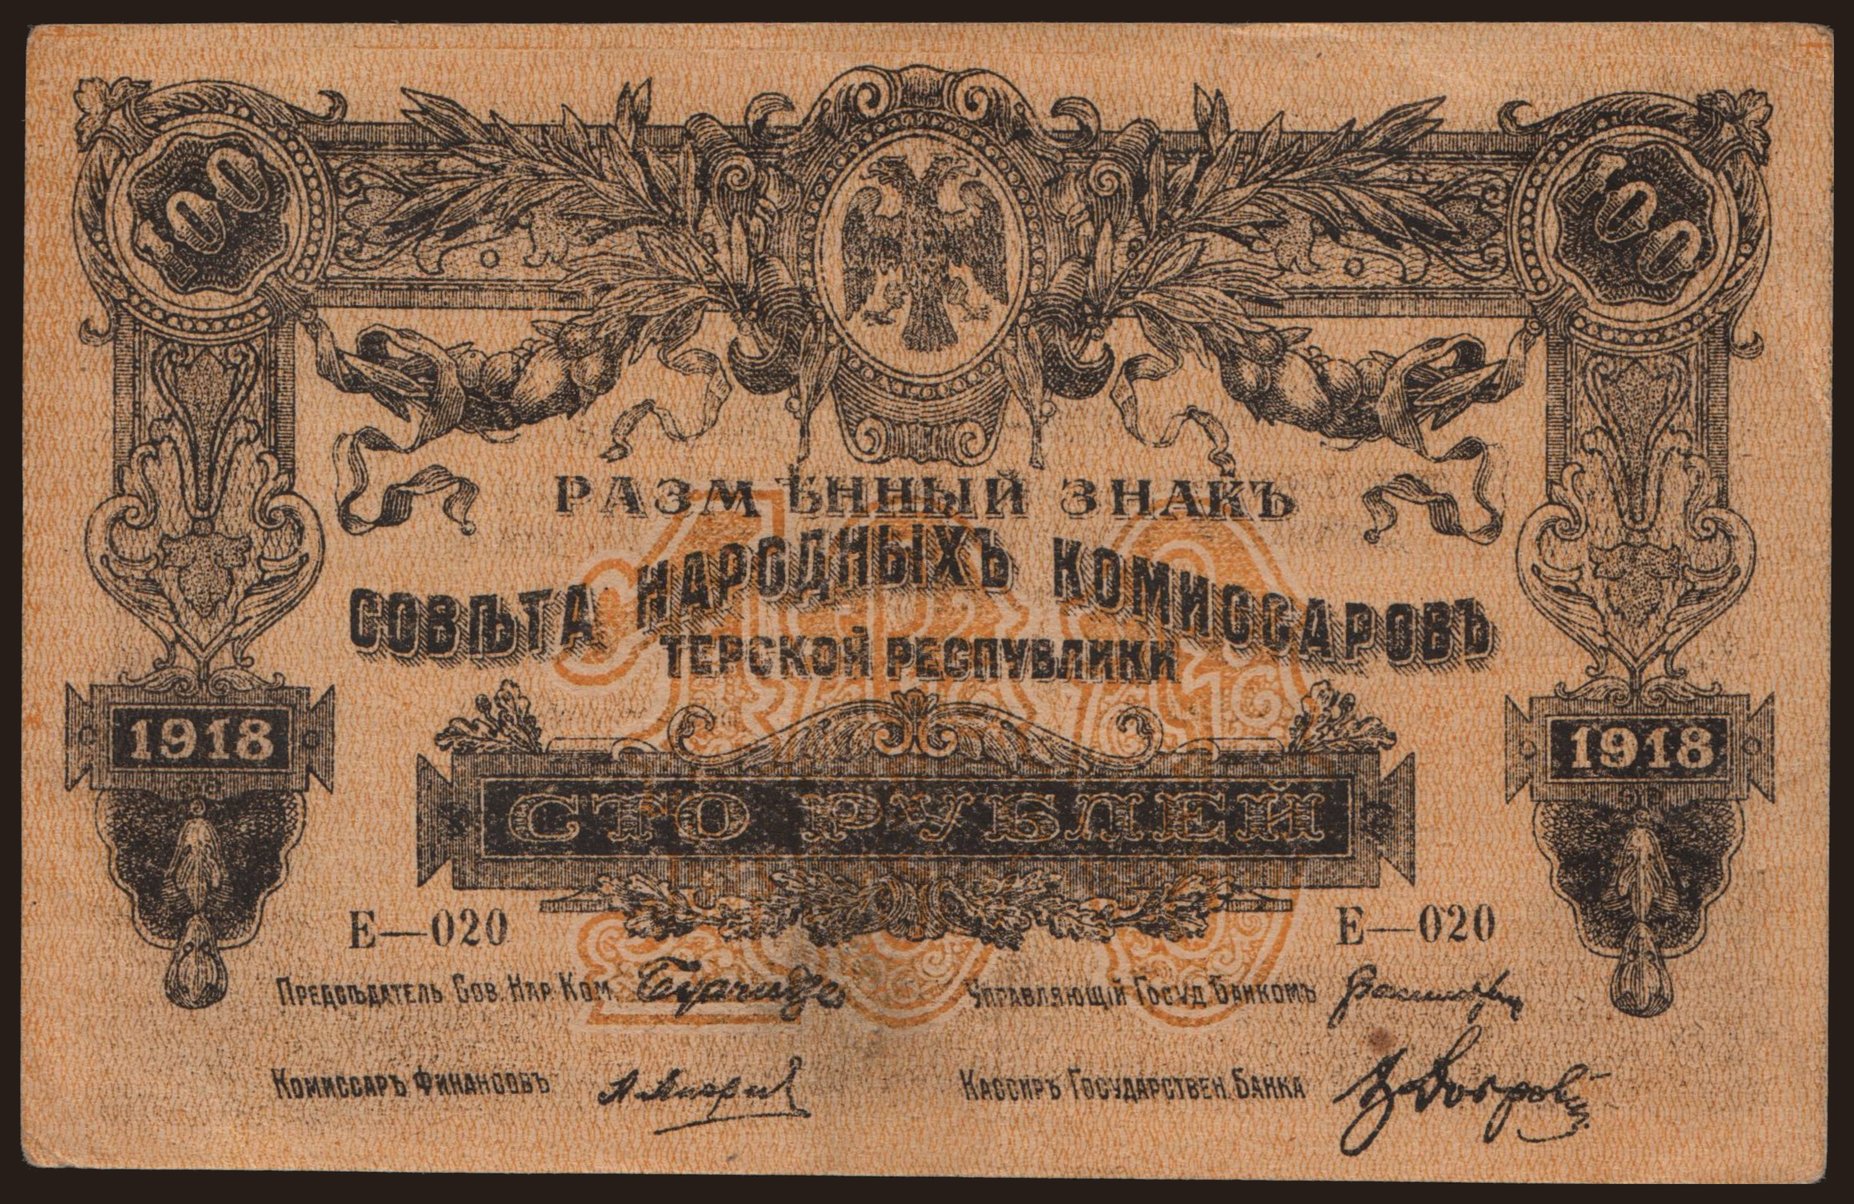 100 100
РАЗМѢННЫЙ ЗНАКЪ
СОВѢТА НАРОДНЫХЪ КОМИССАРОВЪ
ТЕРСКОЙ РЕСПУБЛИКИ
1918 1918
СТО РУБЛЕЙ
Е—020 Е—020
ПРЕДСѢДАТЕЛЬ СОВ. НАР. КОМ. УПРАВЛЯЮЩІЙ ГОСУД. БАНКОМЪ
КОМИССАРЪ ФИНАНСОВЪ КАССИРЪ ГОСУДАРСТВЕН. БАНКА